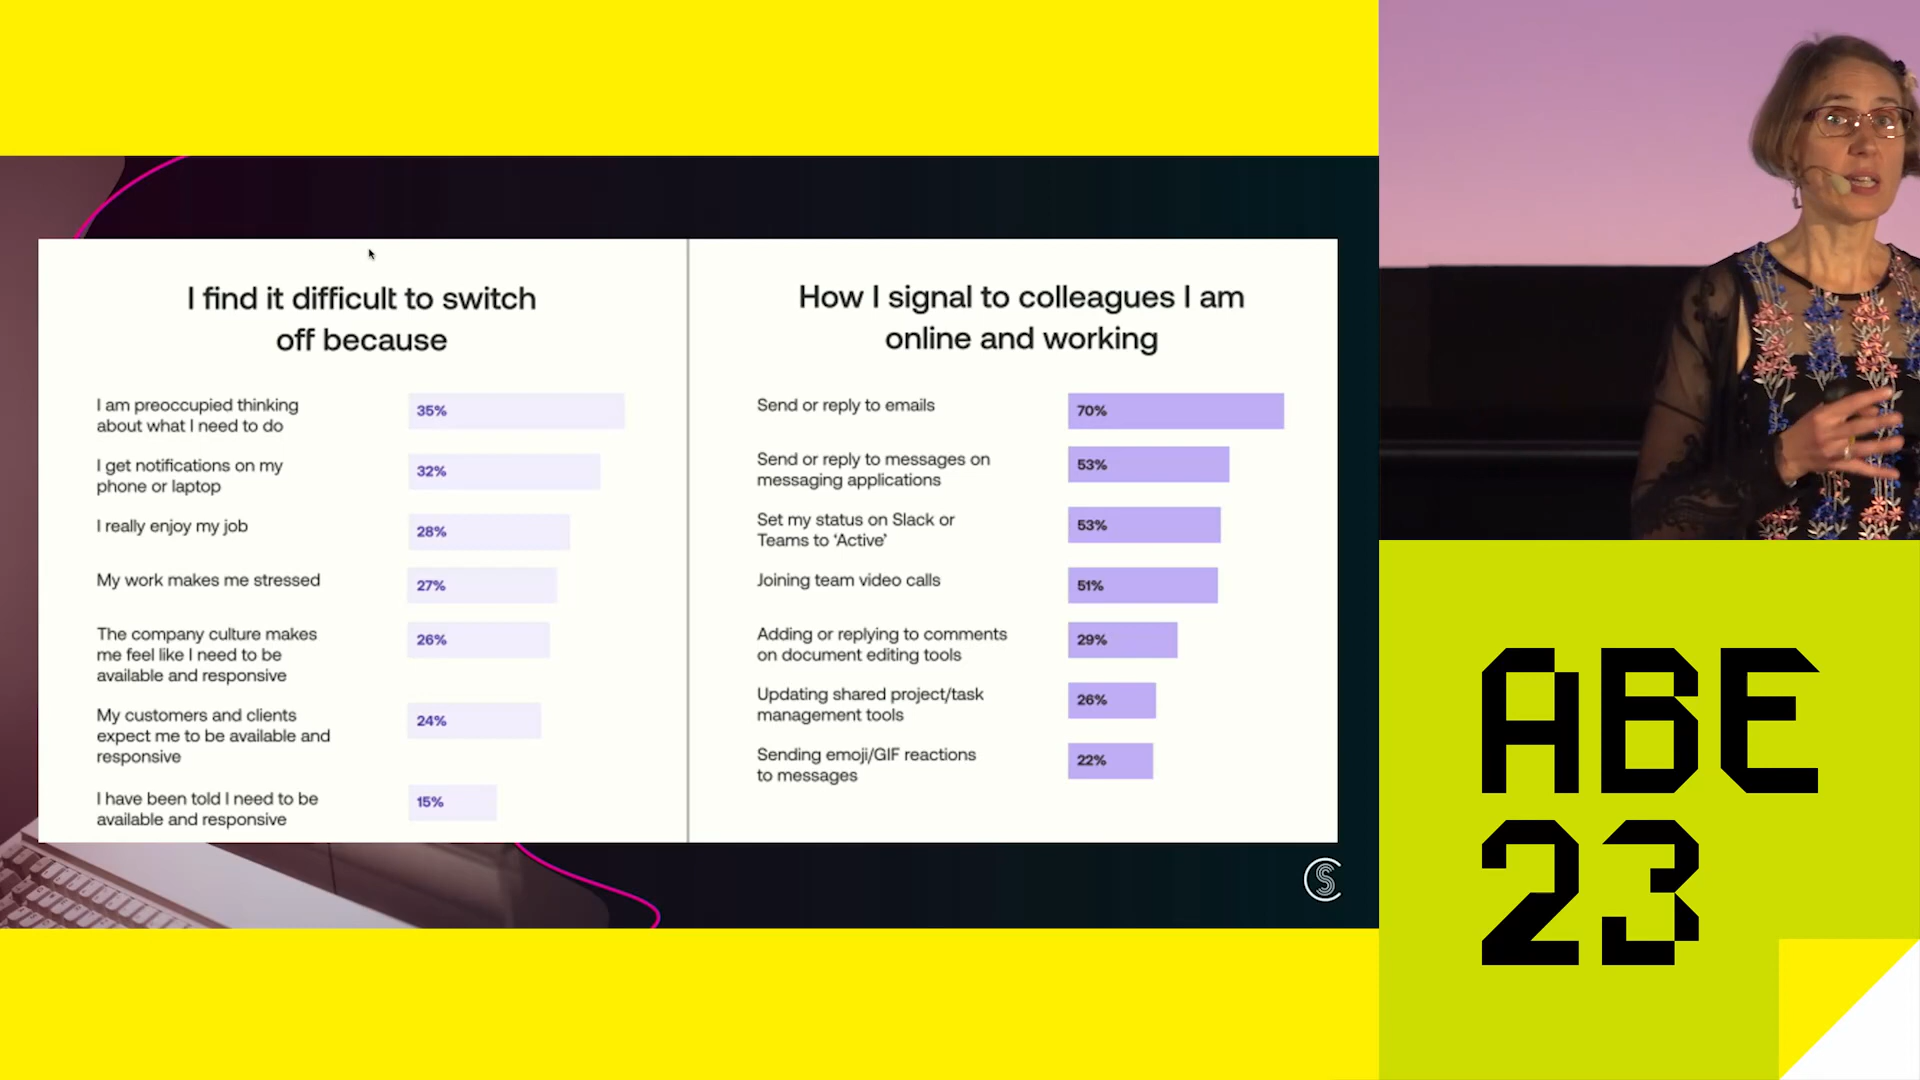 I find it difficult to switch
off because
I am preoccupied thinking
about what I need to do
35%
I get notifications on my
phone or laptop
32%
I really enjoy my job
28%
My work makes me stressed
27%
The company culture makes
me feel like I need to be
available and responsive
26%
My customers and clients
expect me to be available and
responsive
24%
I have been told I need to be
available and responsive
15%
How I signal to colleagues I am
online and working
Send or reply to emails
70%
Send or reply to messages on
messaging applications
53%
Set my status on Slack or
Teams to ‘Active’
53%
Joining team video calls
51%
Adding or replying to comments
on document editing tools
29%
Updating shared project/task
management tools
26%
Sending emoji/GIF reactions
to messages
22%
CS
ABE
23